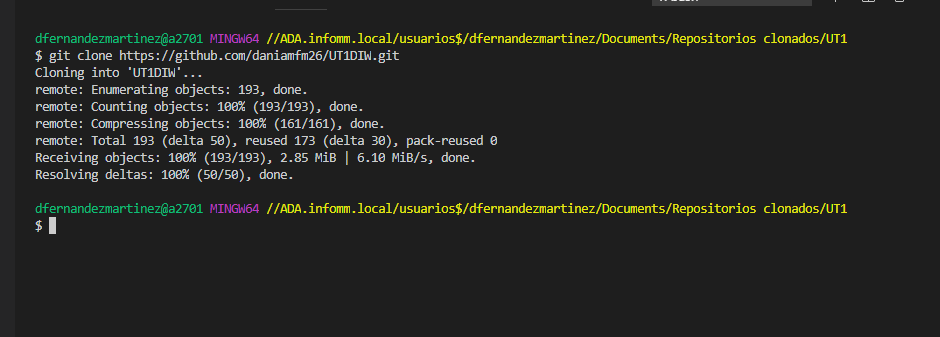 dfernandezmartinez@a2701 MINGW64 //ADA.infomm.local/usuarios$/dfernandezmartinez/Documents/Repositorios clonados/UT1
$ git clone https://github.com/daniamfm26/UT1DIW.git
Cloning into 'UT1DIW'...
remote: Enumerating objects: 193, done.
remote: Counting objects: 100% (193/193), done.
remote: Compressing objects: 100% (161/161), done.
remote: Total 193 (delta 50), reused 173 (delta 30), pack-reused 0
Receiving objects: 100% (193/193), 2.85 MiB | 6.10 MiB/s, done.
Resolving deltas: 100% (50/50), done.
dfernandezmartinez@a2701 MINGW64 //ADA.infomm.local/usuarios$/dfernandezmartinez/Documents/Repositorios clonados/UT1
$